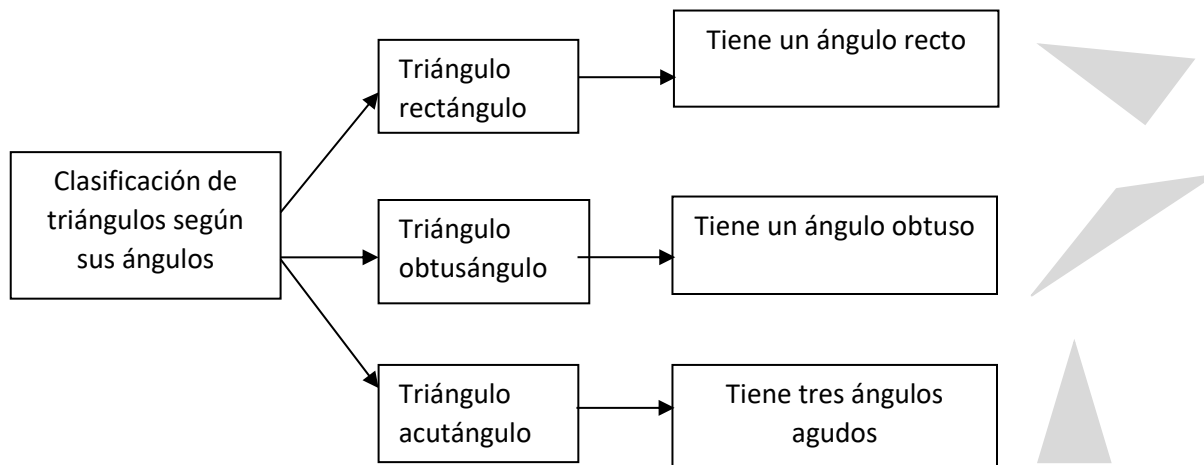 Clasificación de
triángulos según
sus ángulos
Triángulo
rectángulo
Tiene un ángulo recto
Triángulo
obtusángulo
Tiene un ángulo obtuso
Triángulo
acutángulo
Tiene tres ángulos
agudos